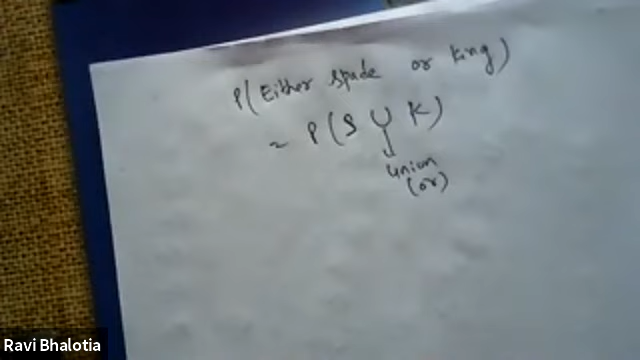 P(Either spade or king)
= P(S ∪ K)
↓
union
(or)
Ravi Bhalotia